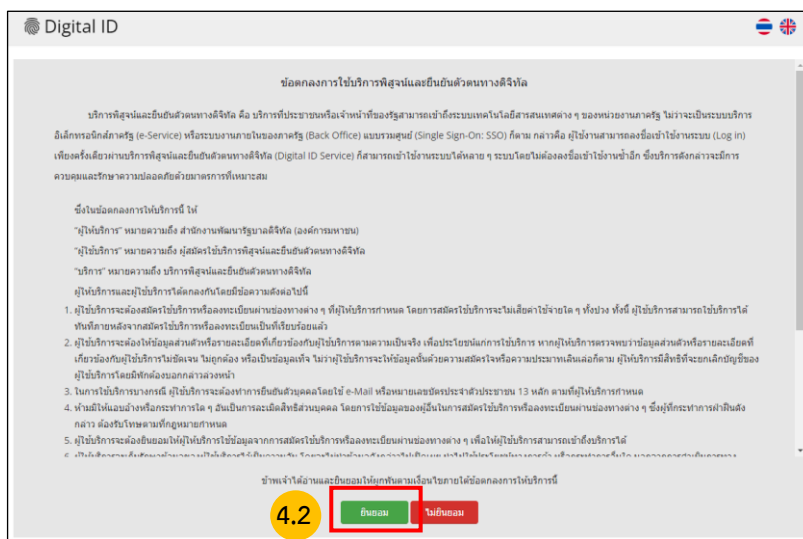 Digital ID
ข้อตกลงการใช้บริการพิสูจน์และยืนยันตัวตนทางดิจิทัล
บริการพิสูจน์และยืนยันตัวตนทางดิจิทัล คือ บริการที่ประชาชนหรือเจ้าหน้าที่ของรัฐสามารถเข้าถึงระบบเทคโนโลยีสารสนเทศต่าง ๆ ของหน่วยงานภาครัฐ ไม่ว่าจะเป็นระบบบริการ
อิเล็กทรอนิกส์ภาครัฐ (e-Service) หรือระบบงานภายในของภาครัฐ (Back Office) แบบรวมศูนย์ (Single Sign-On: SSO) ก็ตาม กล่าวคือ ผู้ใช้งานสามารถลงชื่อเข้าใช้งานระบบ (Log in)
เพียงครั้งเดียวผ่านบริการพิสูจน์และยืนยันตัวตนทางดิจิทัล (Digital ID Service) ก็สามารถเข้าใช้งานระบบได้หลาย ๆ ระบบโดยไม่ต้องลงชื่อเข้าใช้งานซ้ำอีก ซึ่งบริการดังกล่าวจะมีการ
ควบคุมและรักษาความปลอดภัยด้วยมาตรการที่เหมาะสม
ซึ่งในข้อตกลงการให้บริการนี้ ให้
"ผู้ให้บริการ" หมายความถึง สำนักงานพัฒนารัฐบาลดิจิทัล (องค์การมหาชน)
"ผู้ใช้บริการ" หมายความถึง ผู้สมัครใช้บริการพิสูจน์และยืนยันตัวตนทางดิจิทัล
"บริการ" หมายความถึง บริการพิสูจน์และยืนยันตัวตนทางดิจิทัล
ผู้ให้บริการและผู้ใช้บริการได้ตกลงกันโดยมีข้อความดังต่อไปนี้
1. ผู้ใช้บริการจะต้องสมัครใช้บริการหรือลงทะเบียนผ่านช่องทางต่าง ๆ ที่ผู้ให้บริการกำหนด โดยการสมัครใช้บริการจะไม่เสียค่าใช้จ่ายใด ๆ ทั้งปวง ทั้งนี้ ผู้ใช้บริการสามารถใช้บริการได้
ทันทีภายหลังจากสมัครใช้บริการหรือลงทะเบียนเป็นที่เรียบร้อยแล้ว
2. ผู้ใช้บริการจะต้องให้ข้อมูลส่วนตัวหรือรายละเอียดที่เกี่ยวข้องกับผู้ใช้บริการตามความเป็นจริง เพื่อประโยชน์แก่การใช้บริการ หากผู้ให้บริการตรวจพบว่าข้อมูลส่วนตัวหรือรายละเอียดที่
เกี่ยวข้องกับผู้ใช้บริการไม่ชัดเจน ไม่ถูกต้อง หรือเป็นข้อมูลเท็จ ไม่ว่าผู้ใช้บริการจะให้ข้อมูลนั้นด้วยความสมัครใจหรือความประมาทเลินเล่อก็ตาม ผู้ให้บริการมีสิทธิที่จะยกเลิกบัญชีของ
ผู้ใช้บริการโดยมิพักต้องบอกกล่าวล่วงหน้า
3. ในการใช้บริการบางกรณี ผู้ใช้บริการจะต้องทำการยืนยันตัวบุคคลโดยใช้ e-Mail หรือหมายเลขบัตรประจำตัวประชาชน 13 หลัก ตามที่ผู้ให้บริการกำหนด
4. ห้ามมิให้แอบอ้างหรือกระทำการใด ๆ อันเป็นการละเมิดสิทธิส่วนบุคคล โดยการใช้ข้อมูลของผู้อื่นในการสมัครใช้บริการหรือลงทะเบียนผ่านช่องทางต่าง ๆ ซึ่งผู้ที่กระทำการฝ่าฝืนดัง
กล่าว ต้องรับโทษตามที่กฎหมายกำหนด
5. ผู้ใช้บริการจะต้องยินยอมให้ผู้ให้บริการใช้ข้อมูลจากการสมัครใช้บริการหรือลงทะเบียนผ่านช่องทางต่าง ๆ เพื่อให้ผู้ใช้บริการสามารถเข้าถึงบริการได้
ข้าพเจ้าได้อ่านและยินยอมให้ผูกพันตามเงื่อนไขภายใต้ข้อตกลงการให้บริการนี้
4.2
ยินยอม
ไม่ยินยอม